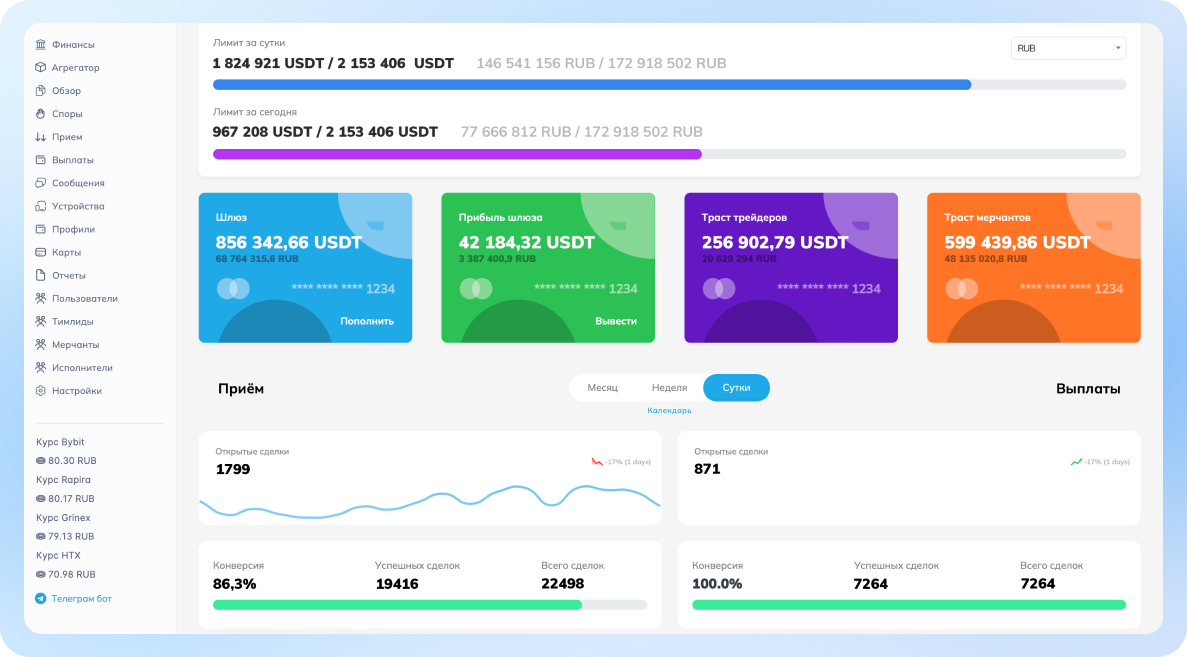 Финансы
Агрегатор
Обзор
Споры
Прием
Выплаты
Сообщения
Устройства
Профили
Карты
Отчеты
Пользователи
Тимлиды
Мерчанты
Исполнители
Настройки
Курс Bybit
80.30 RUB
Курс Rapira
80.17 RUB
Курс Grinex
79.13 RUB
Курс HTX
70.98 RUB
Телеграм бот
Лимит за сутки
1 824 921 USDT / 2 153 406 USDT 146 541 156 RUB / 172 918 502 RUB
RUB
Лимит за сегодня
967 208 USDT / 2 153 406 USDT 77 666 812 RUB / 172 918 502 RUB
Шлюз
856 342,66 USDT
68 764 315,6 RUB
**** **** **** 1234
Пополнить
Прибыль шлюза
42 184,32 USDT
3 387 400,9 RUB
**** **** **** 1234
Вывести
Траст трейдеров
256 902,79 USDT
20 629 294 RUB
**** **** **** 1234
Траст мерчантов
599 439,86 USDT
48 135 020,8 RUB
**** **** **** 1234
Приём
Месяц Неделя Сутки
Календарь
Выплаты
Открытые сделки
1799
-17% (1 days)
Открытые сделки
871
-17% (1 days)
Конверсия Успешных сделок Всего сделок
86,3% 19416 22498
Конверсия Успешных сделок Всего сделок
100.0% 7264 7264